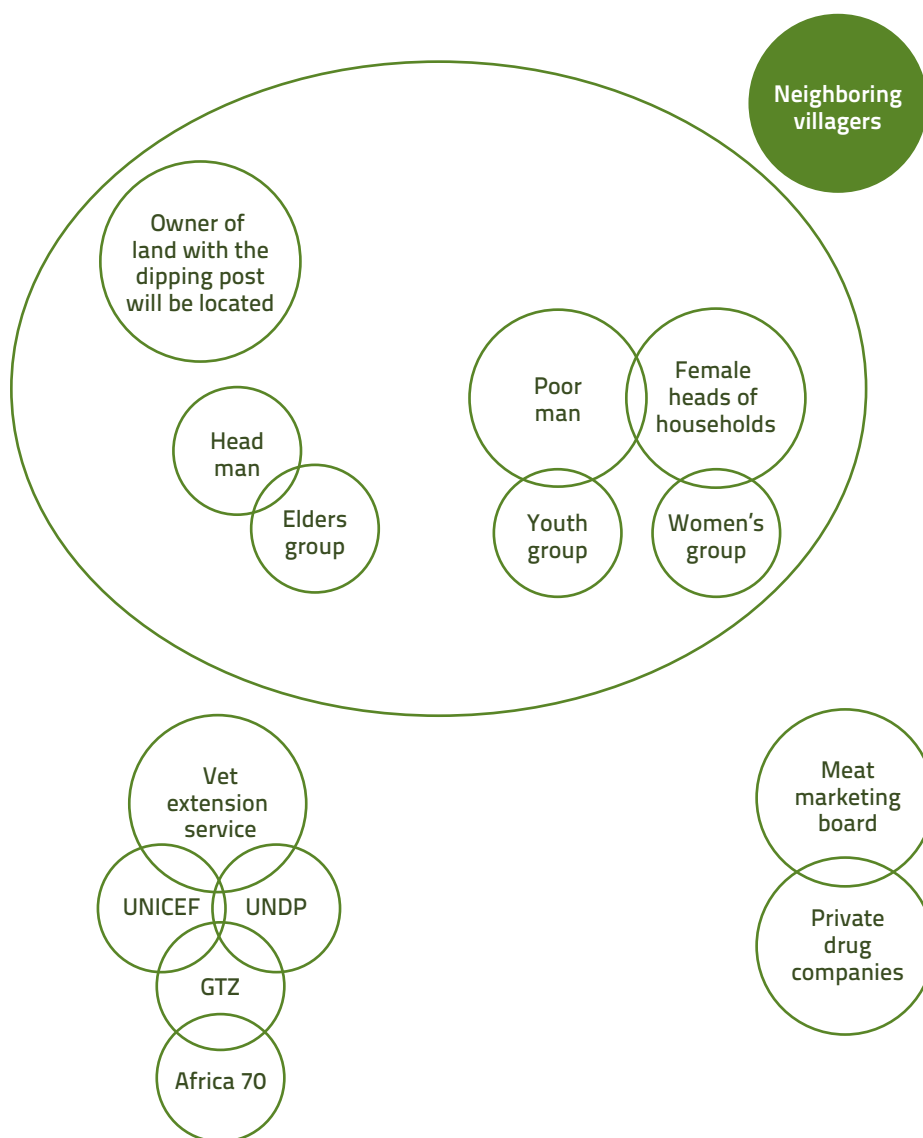 Neighboring
villagers
Owner of
land with the
dipping post
will be located
Poor
man
Female
heads of
households
Head
man
Elders
group
Youth
group
Women's
group
Vet
extension
service
UNICEF
UNDP
GTZ
Africa 70
Meat
marketing
board
Private
drug
companies